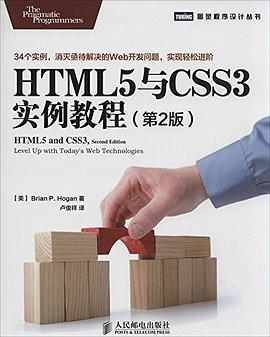 The
Pragmatic
Programmers
TURING 图灵程序设计丛书
34个实例，消灭亟待解决的Web开发问题，实现轻松进阶
HTML5与CSS3
实例教程（第2版）
HTML5 and CSS3, Second Edition
Level Up with Today's Web Technologies
［美］Brian P. Hogan 著
卢俊祥 译
人民邮电出版社
POSTS & TELECOM PRESS